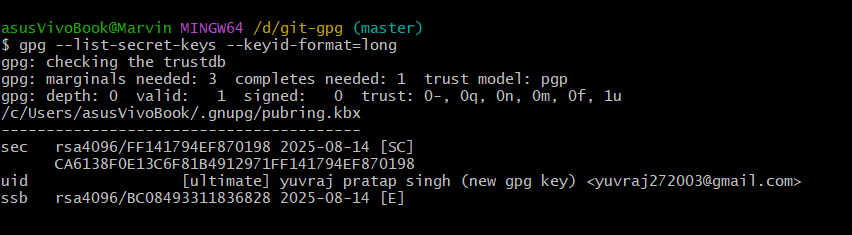 asusVivoBook@Marvin MINGW64 /d/git-gpg (master)
$ gpg --list-secret-keys --keyid-format=long
gpg: checking the trustdb
gpg: marginals needed: 3  completes needed: 1  trust model: pgp
gpg: depth: 0  valid:   1  signed:   0  trust: 0-, 0q, 0n, 0m, 0f, 1u
/c/Users/asusVivoBook/.gnupg/pubring.kbx
----------------------------------------
sec   rsa4096/FF141794EF870198 2025-08-14 [SC]
      CA6138F0E13C6F81B4912971FF141794EF870198
uid                 [ultimate] yuvraj pratap singh (new gpg key) <yuvraj272003@gmail.com>
ssb   rsa4096/BC08493311836828 2025-08-14 [E]